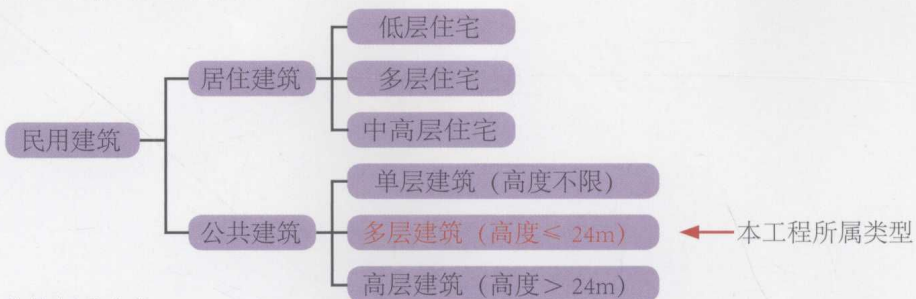 民用建筑
居住建筑
低层住宅
多层住宅
中高层住宅
公共建筑
单层建筑（高度不限）
多层建筑（高度≤ 24m）
高层建筑（高度＞ 24m）
本工程所属类型